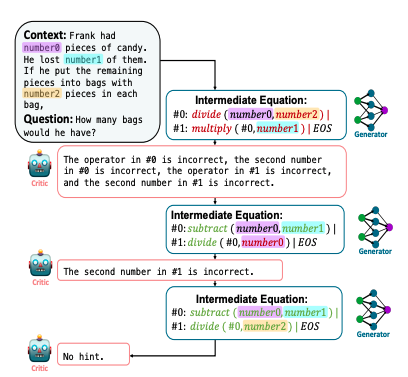 Context: Frank had
number0 pieces of candy.
He lost number1 of them.
If he put the remaining
pieces into bags with
number2 pieces in each
bag,
Question: How many bags
would he have?
Intermediate Equation:
#0: divide ( number0, number2 ) |
#1: multiply ( #0, number1 ) | EOS
Generator
The operator in #0 is incorrect, the second number
in #0 is incorrect, the operator in #1 is incorrect,
and the second number in #1 is incorrect.
Critic
Intermediate Equation:
#0: subtract ( number0, number1 ) |
#1: divide ( #0, number0 ) | EOS
Generator
The second number in #1 is incorrect.
Critic
Intermediate Equation:
#0: subtract ( number0, number1 ) |
#1: divide ( #0, number2 ) | EOS
Generator
No hint.
Critic